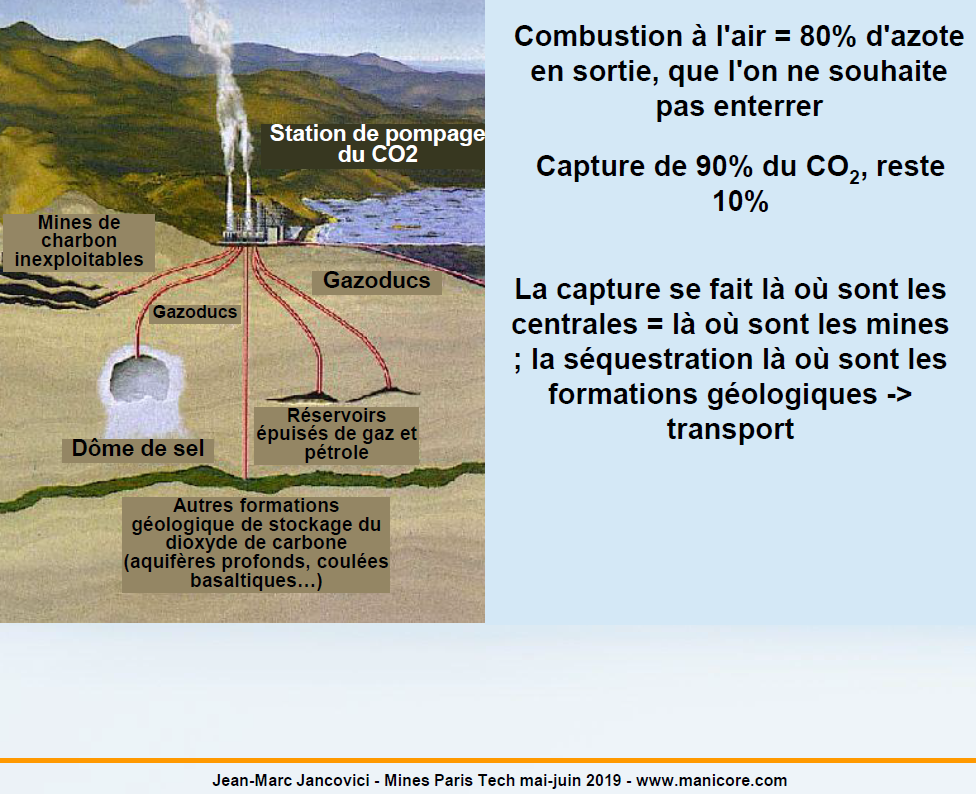 Combustion à l'air = 80% d'azote
en sortie, que l'on ne souhaite
pas enterrer
Capture de 90% du CO2, reste
10%
La capture se fait là où sont les
centrales = là où sont les mines
; la séquestration là où sont les
formations géologiques ->
transport
Station de pompage
du CO2
Mines de
charbon
inexploitables
Gazoducs
Gazoducs
Réservoirs
épuisés de gaz et
pétrole
Dôme de sel
Autres formations
géologique de stockage du
dioxyde de carbone
(aquifères profonds, coulées
basaltiques…)
Jean-Marc Jancovici - Mines Paris Tech mai-juin 2019 - www.manicore.com